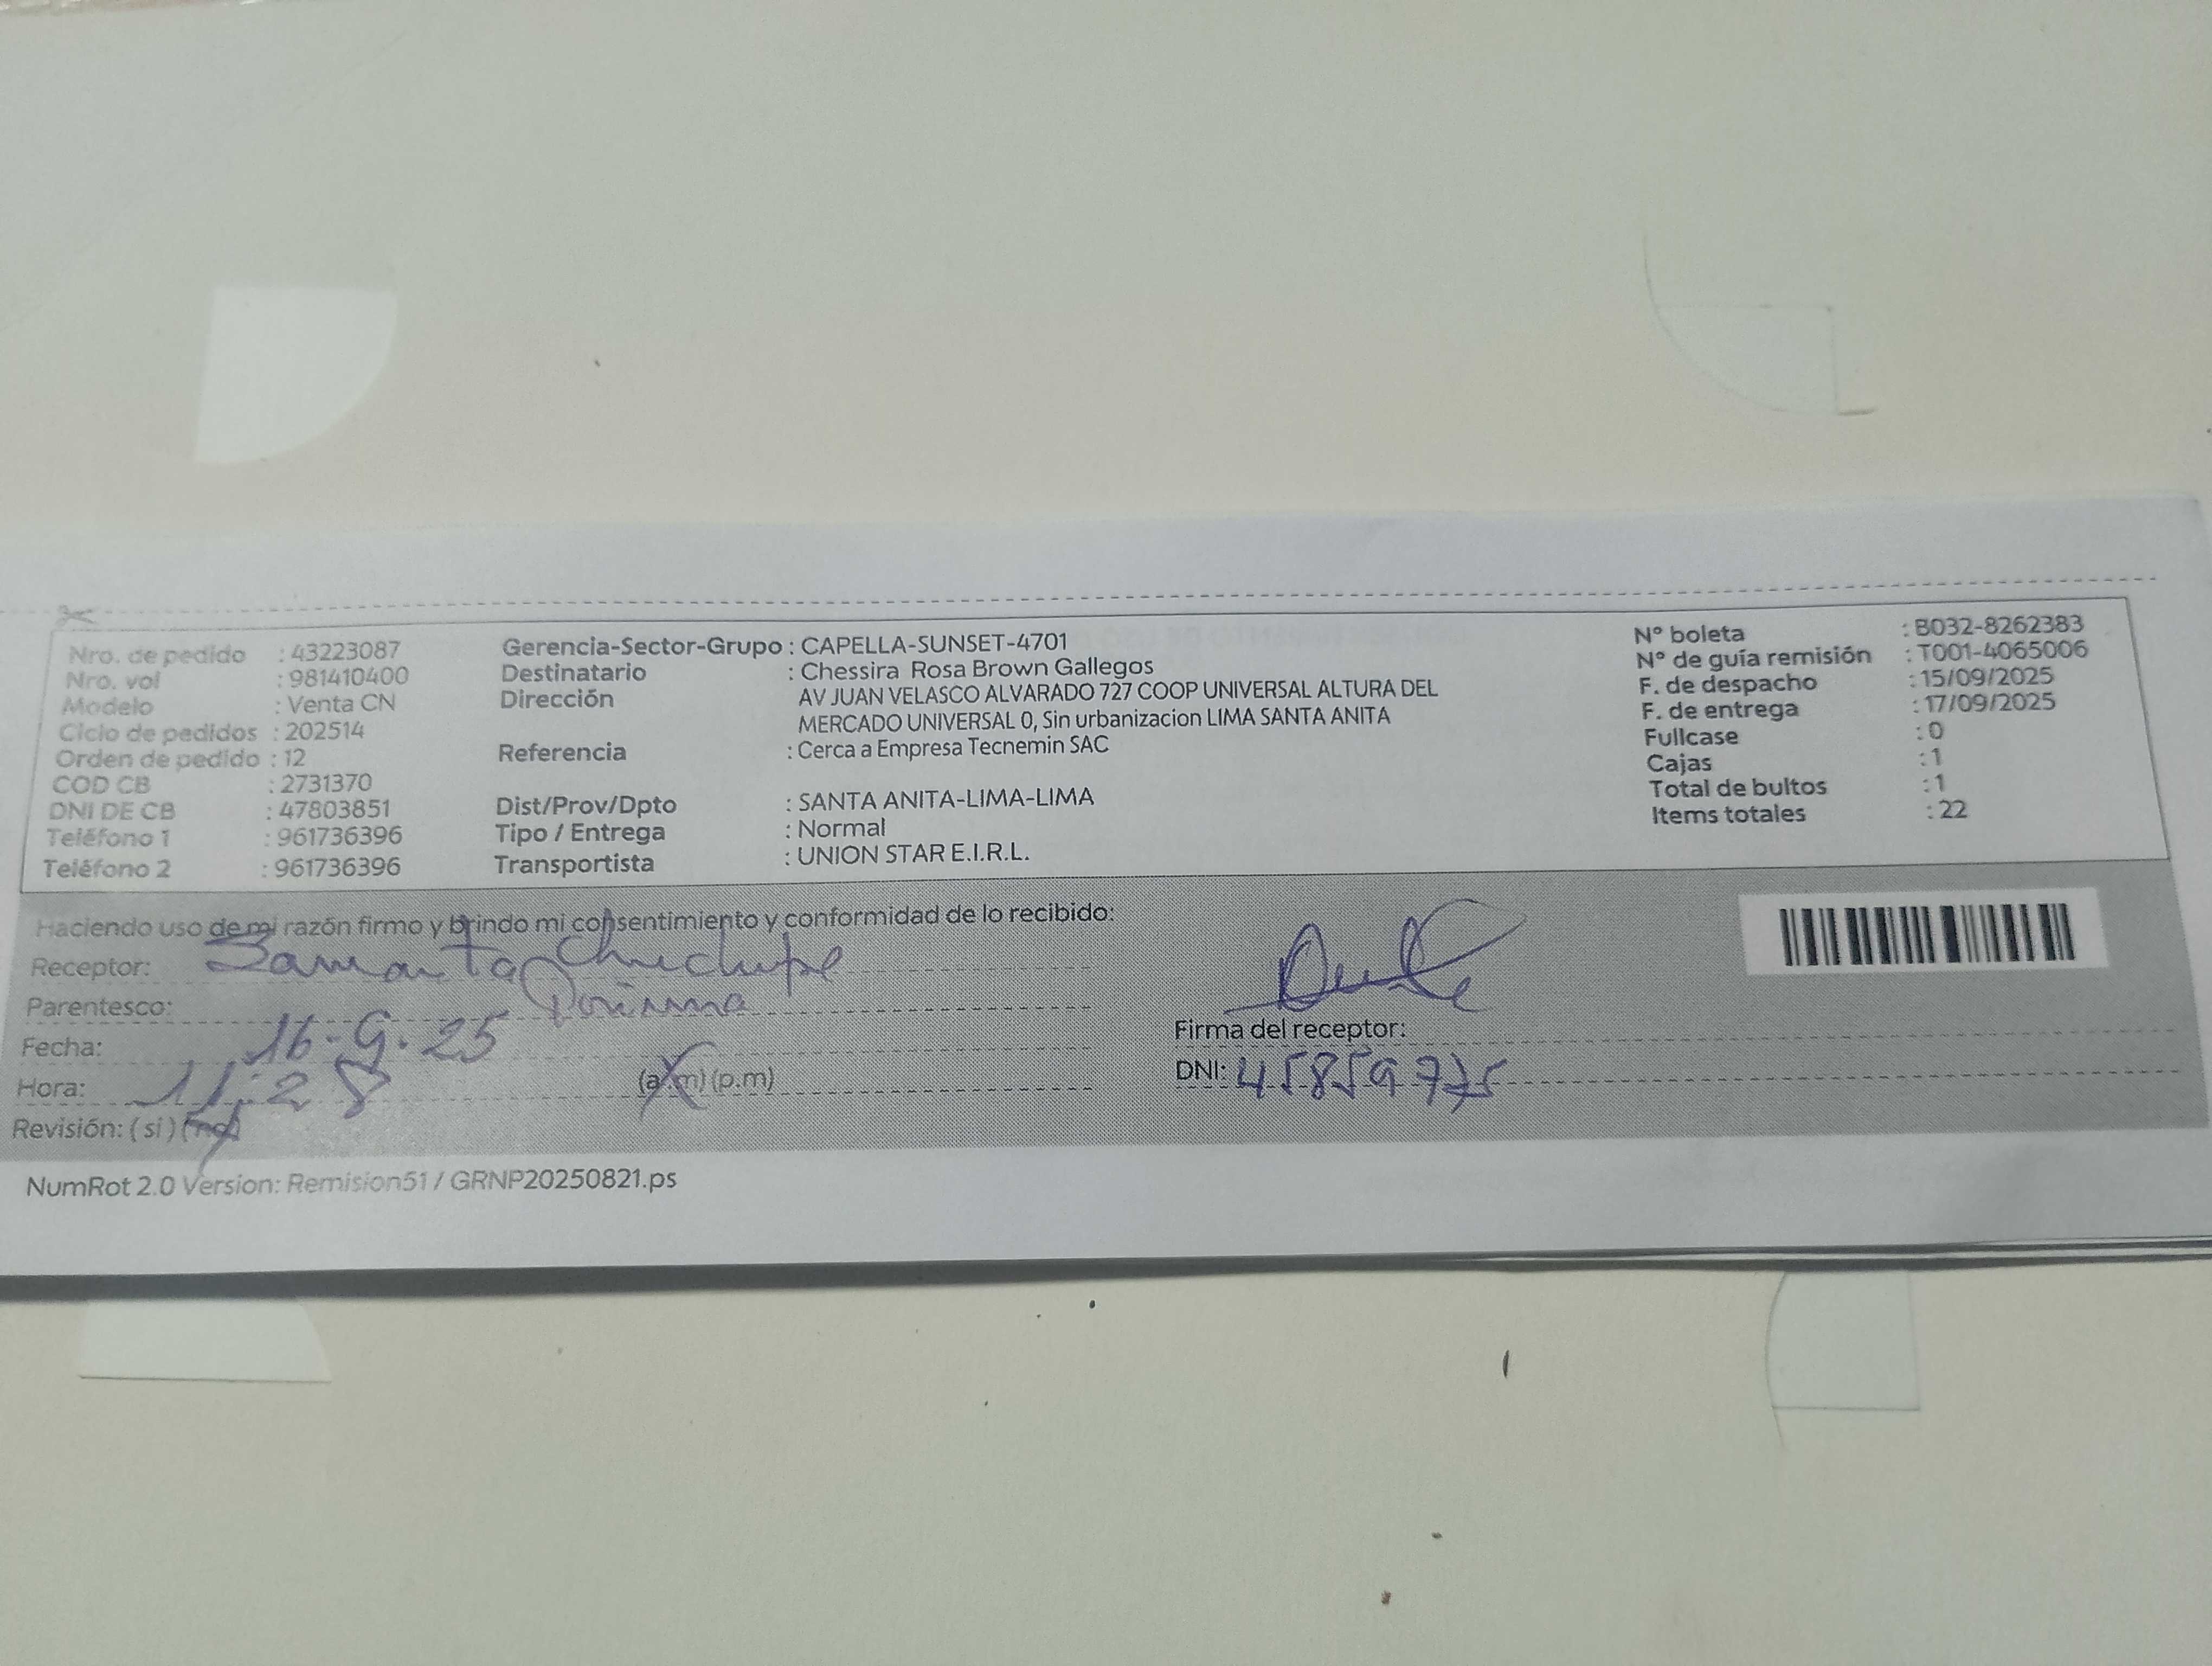 Nro. de pedido : 43223087
Nro. vol : 981410400
Modelo : Venta CN
Ciclo de pedidos : 202514
Orden de pedido : 12
COD CB : 2731370
DNI DE CB : 47803851
Teléfono 1 : 961736396
Teléfono 2 : 961736396
Gerencia-Sector-Grupo : CAPELLA-SUNSET-4701
Destinatario : Chessira Rosa Brown Gallegos
Dirección AV JUAN VELASCO ALVARADO 727 COOP UNIVERSAL ALTURA DEL
MERCADO UNIVERSAL 0, Sin urbanizacion LIMA SANTA ANITA
Referencia : Cerca a Empresa Tecnemin SAC
Dist/Prov/Dpto : SANTA ANITA-LIMA-LIMA
Tipo / Entrega : Normal
Transportista : UNION STAR E.I.R.L.
N° boleta : B032-8262383
N° de guía remisión : T001-4065006
F. de despacho : 15/09/2025
F. de entrega : 17/09/2025
Fullcase : 0
Cajas : 1
Total de bultos : 1
Items totales : 22
Haciendo uso de mi razón firmo y brindo mi consentimiento y conformidad de lo recibido:
Receptor: Samanta
Parentesco:
Fecha: 16-9-25
Hora: 11:28 (a.m) (p.m)
Revisión: (si) (no)
Firma del receptor:
DNI: 45859775
NumRot 2.0 Version: Remision51 / GRNP20250821.ps